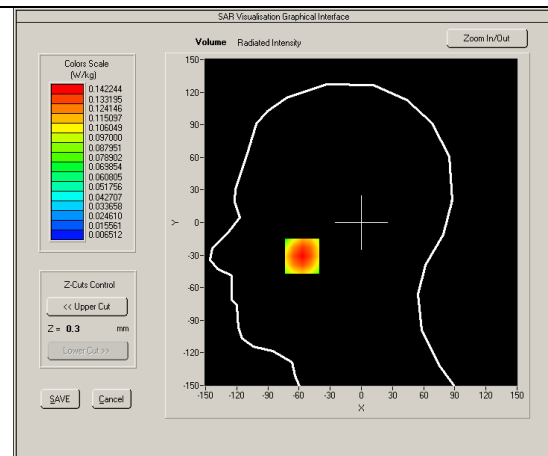 SAR Visualisation Graphical Interface
Volume Radiated Intensity
Zoom In/Out
Colors Scale
(W/kg)
0.142244
0.133195
0.124146
0.115097
0.106049
0.097000
0.087951
0.078902
0.069854
0.060805
0.051756
0.042707
0.033658
0.024610
0.015561
0.006512
Z-Cuts Control
<< Upper Cut
Z = 0.3 mm
Lower Cut >>
SAVE Cancel
150
120
90
60
30
0
-30
-60
-90
-120
-150
Y
-150 -120 -90 -60 -30 0 30 60 90 120 150
X